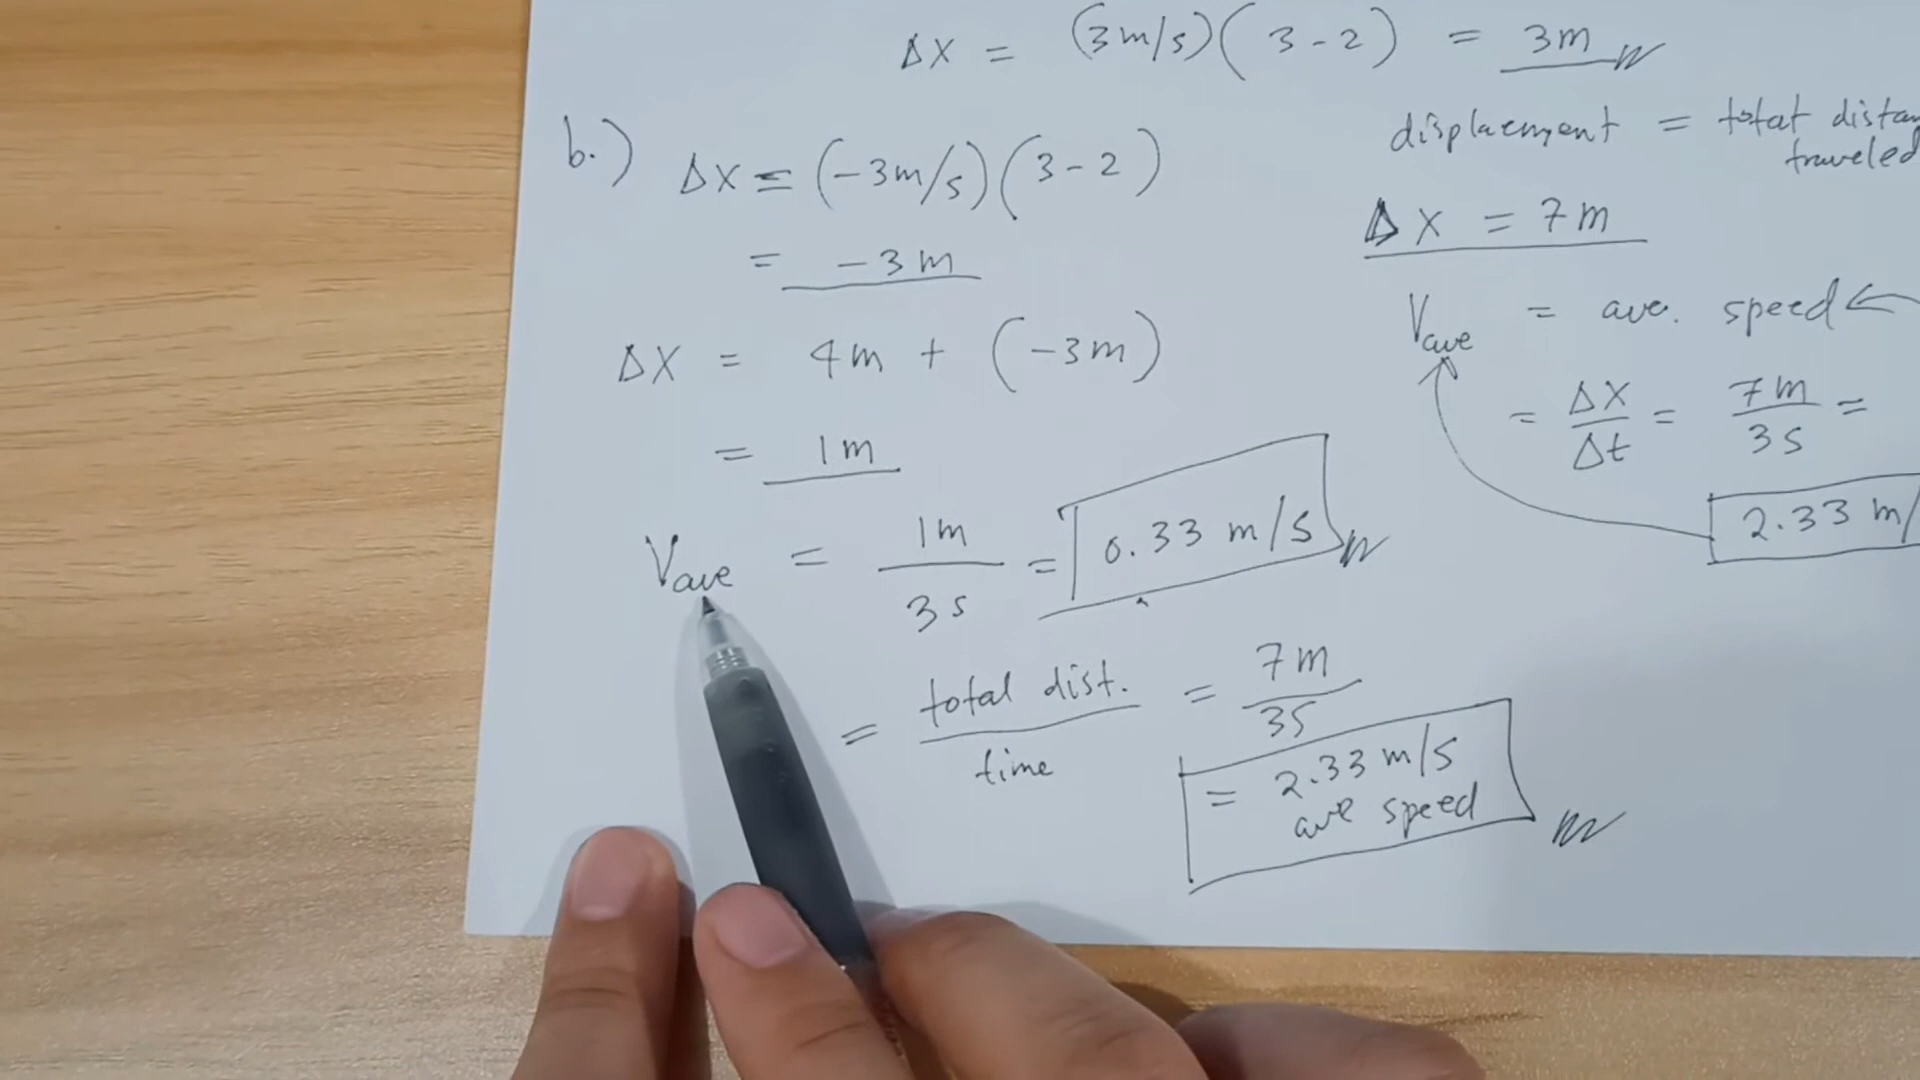 Δx = (3m/s)(3-2) = 3m
displacement = total
traveled
Δx = 7m
Vave = ave. speed ←
= Δx/Δt = 7m/3s =
2.33 m/
b.) Δx = (-3m/s)(3-2)
= -3m
Δx = 4m + (-3m)
= 1m
Vave = 1m/3s = 0.33 m/s
= total dist./time = 7m/3s
= 2.33 m/s
ave speed